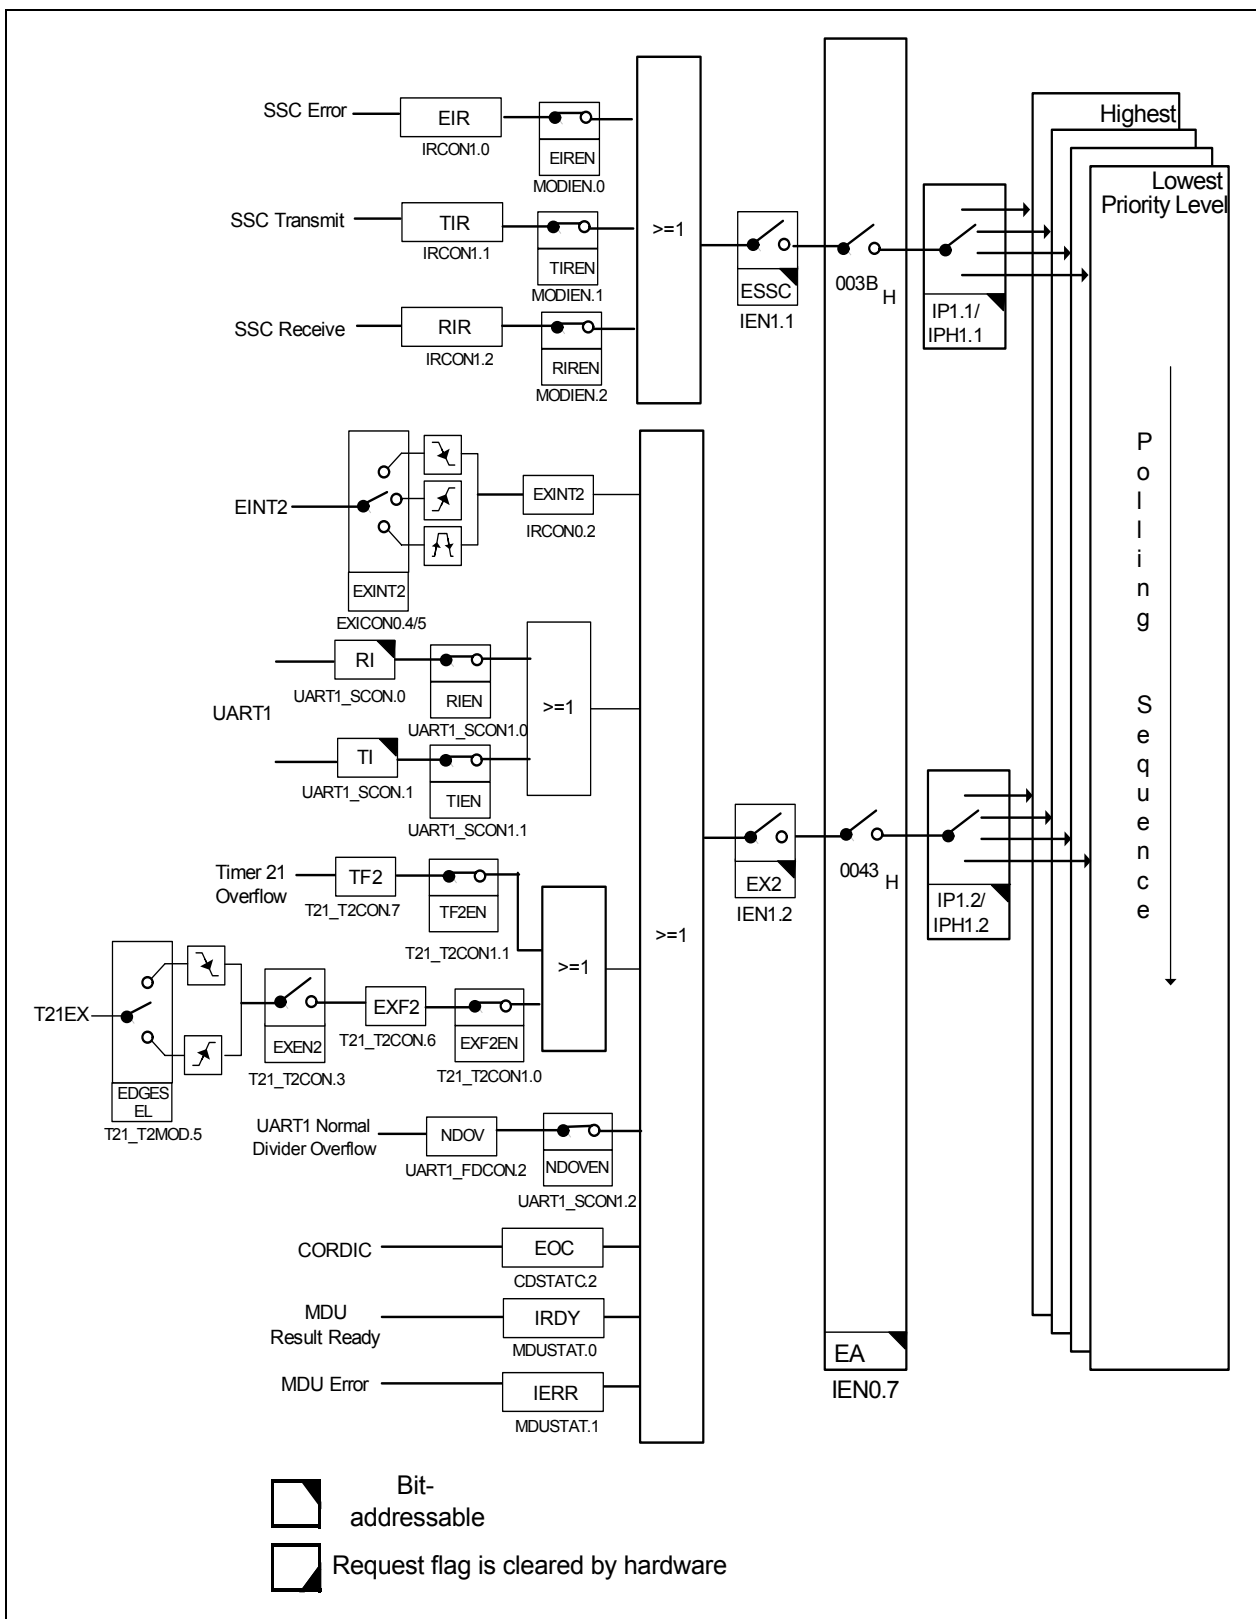 Highest
Lowest
Priority Level
SSC Error
EIR
IRCON1.0
EIREN
MODIEN.0
SSC Transmit
TIR
IRCON1.1
TIREN
MODIEN.1
SSC Receive
RIR
IRCON1.2
RIREN
MODIEN.2
>=1
ESSC
IEN1.1
003B H
IP1.1/
IPH1.1
EINT2
EXINT2
EXICON0.4/5
EXINT2
IRCON0.2
UART1
RI
UART1_SCON.0
RIEN
UART1_SCON1.0
TI
UART1_SCON.1
TIEN
UART1_SCON1.1
>=1
Timer 21
Overflow
TF2
T21_T2CON.7
TF2EN
T21_T2CON1.1
T21EX
EDGES
EL
T21_T2MOD.5
EXEN2
T21_T2CON.3
EXF2
T21_T2CON.6
EXF2EN
T21_T2CON1.0
>=1
UART1 Normal
Divider Overflow
NDOV
UART1_FDCON.2
NDOVEN
UART1_SCON1.2
CORDIC
EOC
CDSTATC.2
MDU
Result Ready
IRDY
MDUSTAT.0
MDU Error
IERR
MDUSTAT.1
>=1
EX2
IEN1.2
0043 H
IP1.2/
IPH1.2
EA
IEN0.7
Polling Sequence
Bit-
addressable
Request flag is cleared by hardware